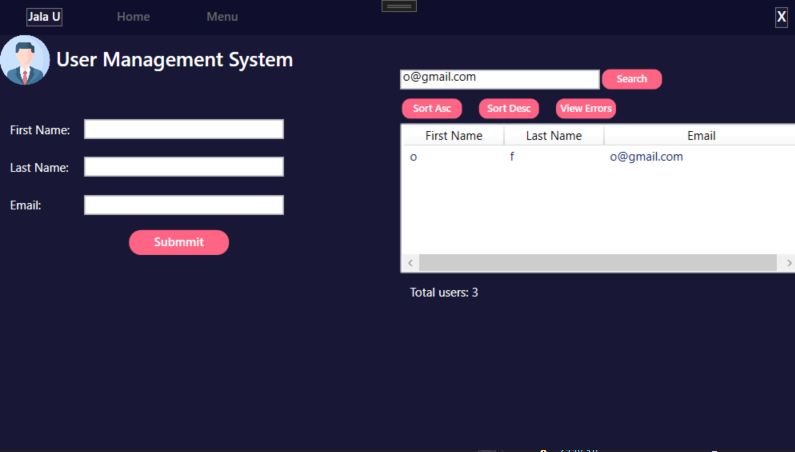 Jala U Home Menu X
User Management System
o@gmail.com Search
Sort Asc Sort Desc View Errors
First Name:
Last Name:
Email:
Submmit
First Name Last Name Email
o f o@gmail.com
Total users: 3